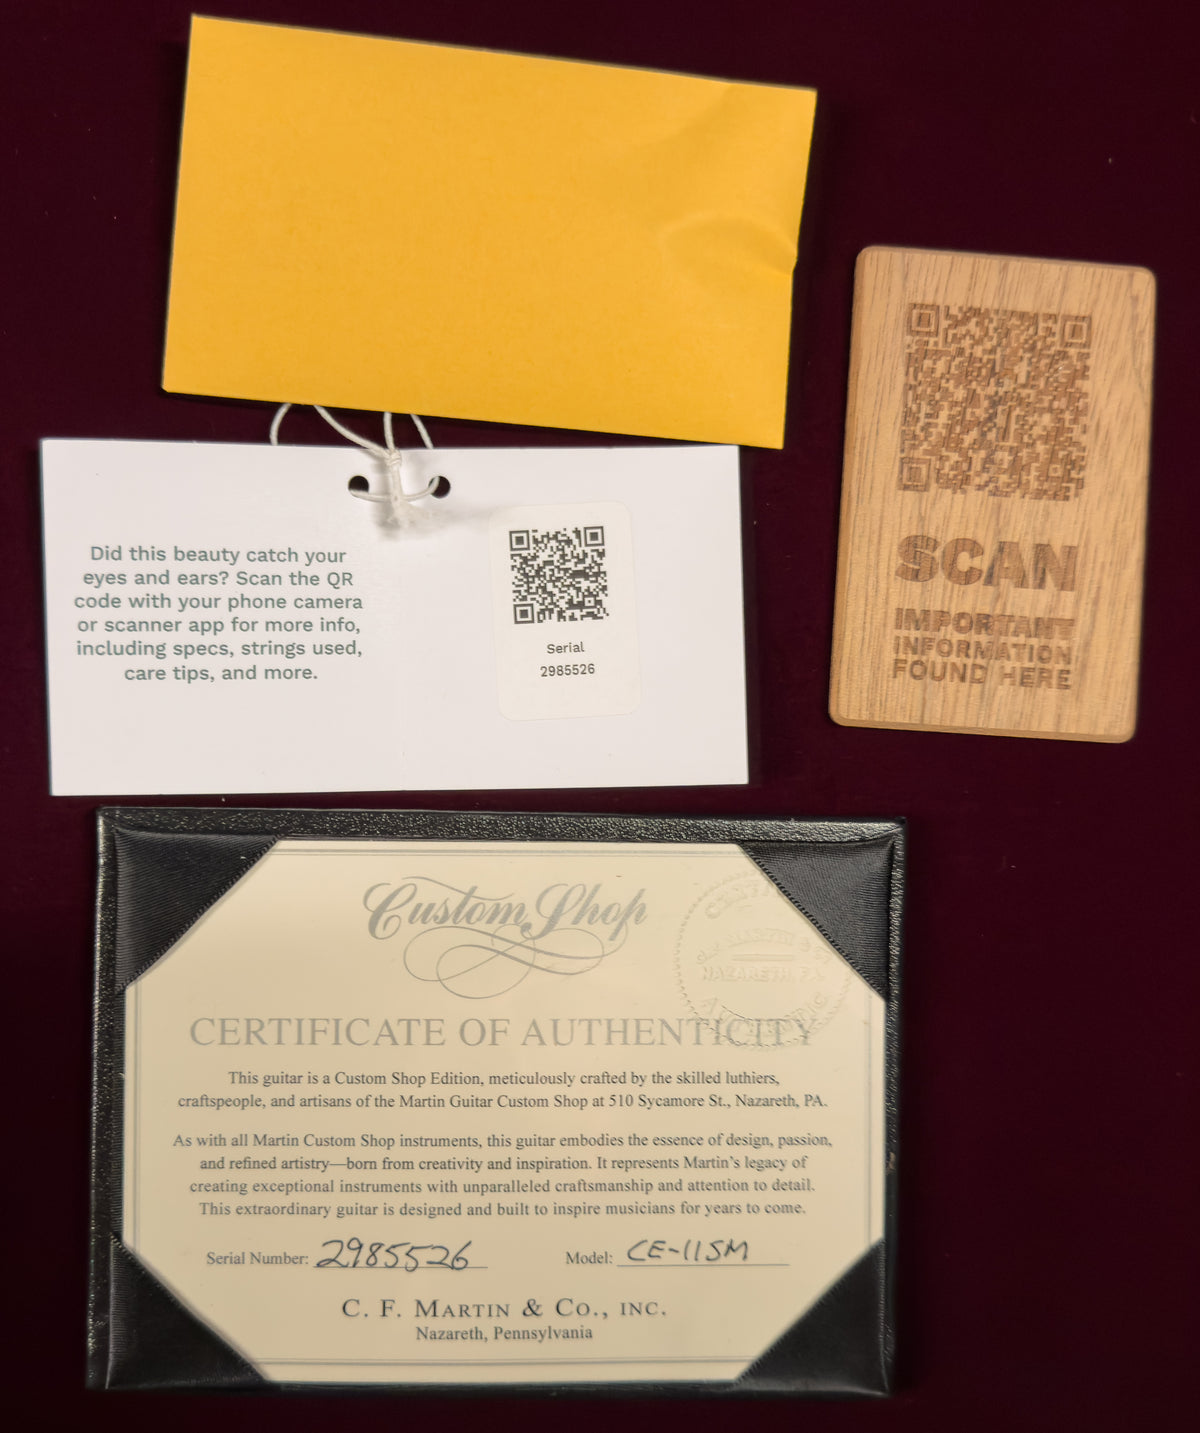 Did this beauty catch your
eyes and ears? Scan the QR
code with your phone camera
or scanner app for more info,
including specs, strings used,
care tips, and more.
Serial
2985526
SCAN
IMPORTANT
INFORMATION
FOUND HERE
Custom Shop
NAZARETH, PA.
CERTIFICATE OF AUTHENTICITY
This guitar is a Custom Shop Edition, meticulously crafted by the skilled luthiers,
craftspeople, and artisans of the Martin Guitar Custom Shop at 510 Sycamore St., Nazareth, PA.
As with all Martin Custom Shop instruments, this guitar embodies the essence of design, passion,
and refined artistry—born from creativity and inspiration. It represents Martin's legacy of
creating exceptional instruments with unparalleled craftsmanship and attention to detail.
This extraordinary guitar is designed and built to inspire musicians for years to come.
Serial Number: 2985526 Model: CE-11SM
C. F. MARTIN & CO., INC.
Nazareth, Pennsylvania